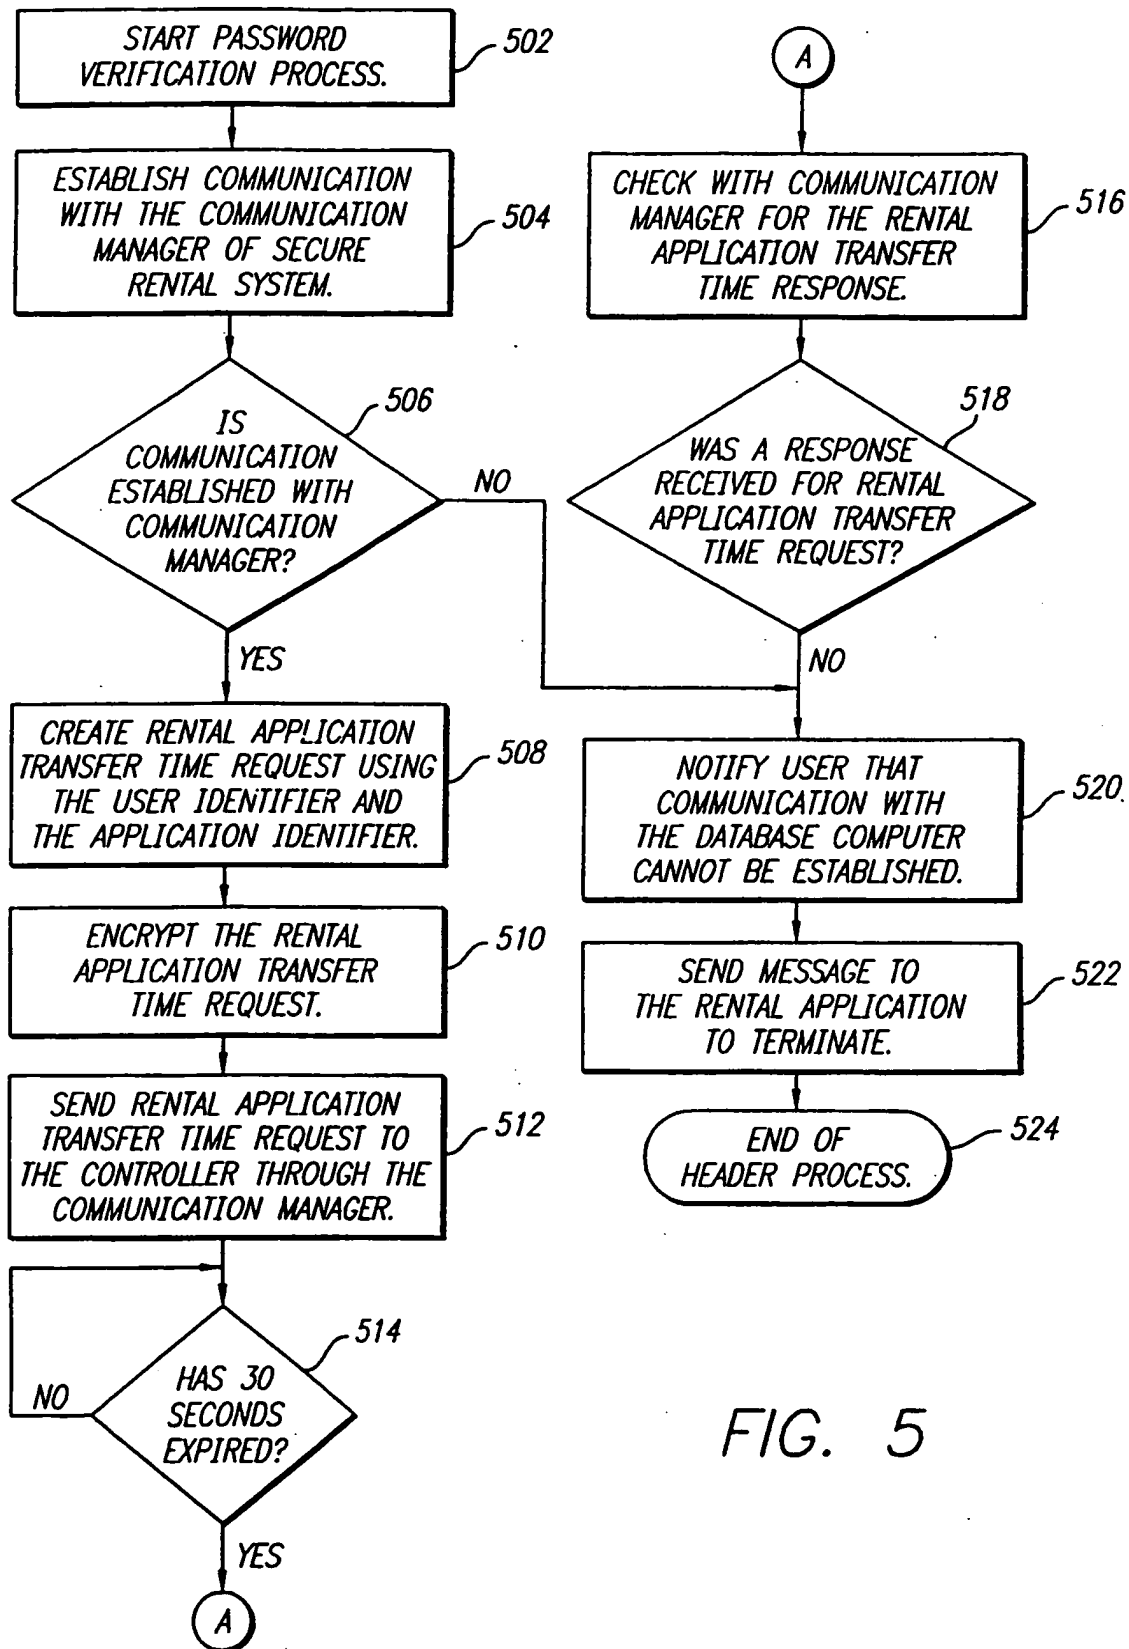 START PASSWORD
VERIFICATION PROCESS.
502
ESTABLISH COMMUNICATION
WITH THE COMMUNICATION
MANAGER OF SECURE
RENTAL SYSTEM.
504
IS
COMMUNICATION
ESTABLISHED WITH
COMMUNICATION
MANAGER?
506
NO
YES
CREATE RENTAL APPLICATION
TRANSFER TIME REQUEST USING
THE USER IDENTIFIER AND
THE APPLICATION IDENTIFIER.
508
ENCRYPT THE RENTAL
APPLICATION TRANSFER
TIME REQUEST.
510
SEND RENTAL APPLICATION
TRANSFER TIME REQUEST TO
THE CONTROLLER THROUGH THE
COMMUNICATION MANAGER.
512
HAS 30
SECONDS
EXPIRED?
514
NO
YES
A
A
CHECK WITH COMMUNICATION
MANAGER FOR THE RENTAL
APPLICATION TRANSFER
TIME RESPONSE.
516
WAS A RESPONSE
RECEIVED FOR RENTAL
APPLICATION TRANSFER
TIME REQUEST?
518
NO
NOTIFY USER THAT
COMMUNICATION WITH
THE DATABASE COMPUTER
CANNOT BE ESTABLISHED.
520
SEND MESSAGE TO
THE RENTAL APPLICATION
TO TERMINATE.
522
END OF
HEADER PROCESS.
524
FIG. 5